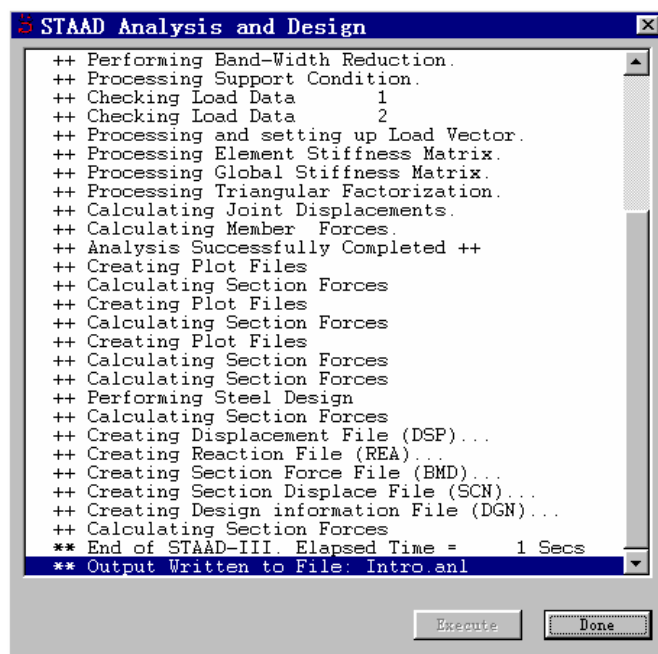 STAAD Analysis and Design
++ Performing Band-Width Reduction.
++ Processing Support Condition.
++ Checking Load Data 1
++ Checking Load Data 2
++ Processing and setting up Load Vector.
++ Processing Element Stiffness Matrix.
++ Processing Global Stiffness Matrix.
++ Processing Triangular Factorization.
++ Calculating Joint Displacements.
++ Calculating Member Forces.
++ Analysis Successfully Completed ++
++ Creating Plot Files
++ Calculating Section Forces
++ Creating Plot Files
++ Calculating Section Forces
++ Creating Plot Files
++ Calculating Section Forces
++ Calculating Section Forces
++ Performing Steel Design
++ Calculating Section Forces
++ Creating Displacement File (DSP)...
++ Creating Reaction File (REA)...
++ Creating Section Force File (BMD)...
++ Creating Section Displace File (SCN)...
++ Creating Design information File (DGN)...
++ Calculating Section Forces
** End of STAAD-III. Elapsed Time = 1 Secs
** Output Written to File: Intro.anl
Execute Done